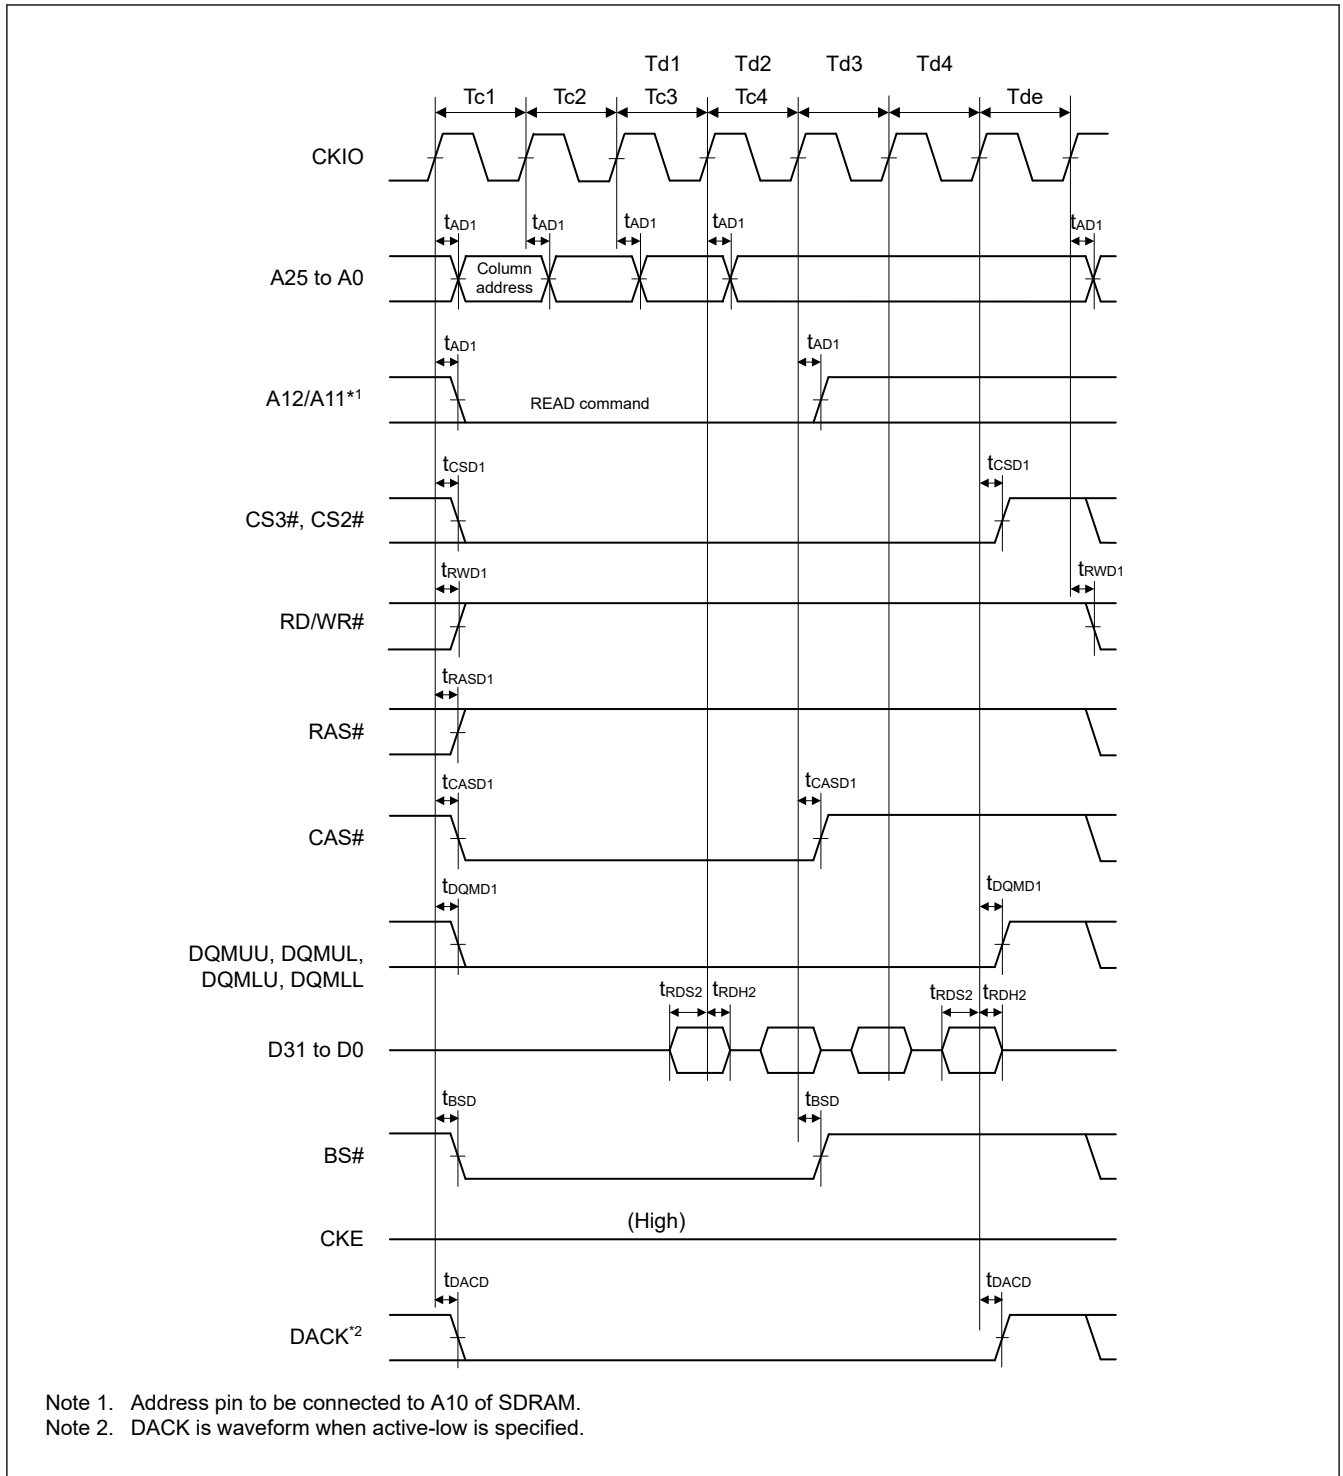 Td1 Td2 Td3 Td4
Tc1 Tc2 Tc3 Tc4 Tde
CKIO
tAD1 tAD1 tAD1 tAD1 tAD1
A25 to A0
Column
address
tAD1 tAD1
A12/A11*1
READ command
tCSD1 tCSD1
CS3#, CS2#
tRWD1 tRWD1
RD/WR#
tRASD1
RAS#
tCASD1 tCASD1
CAS#
tDQMD1 tDQMD1
DQMUU, DQMUL,
DQMLU, DQMLL
tRDS2 tRDH2 tRDS2 tRDH2
D31 to D0
tBSD tBSD
BS#
(High)
CKE
tDACD tDACD
DACK*2
Note 1. Address pin to be connected to A10 of SDRAM.
Note 2. DACK is waveform when active-low is specified.